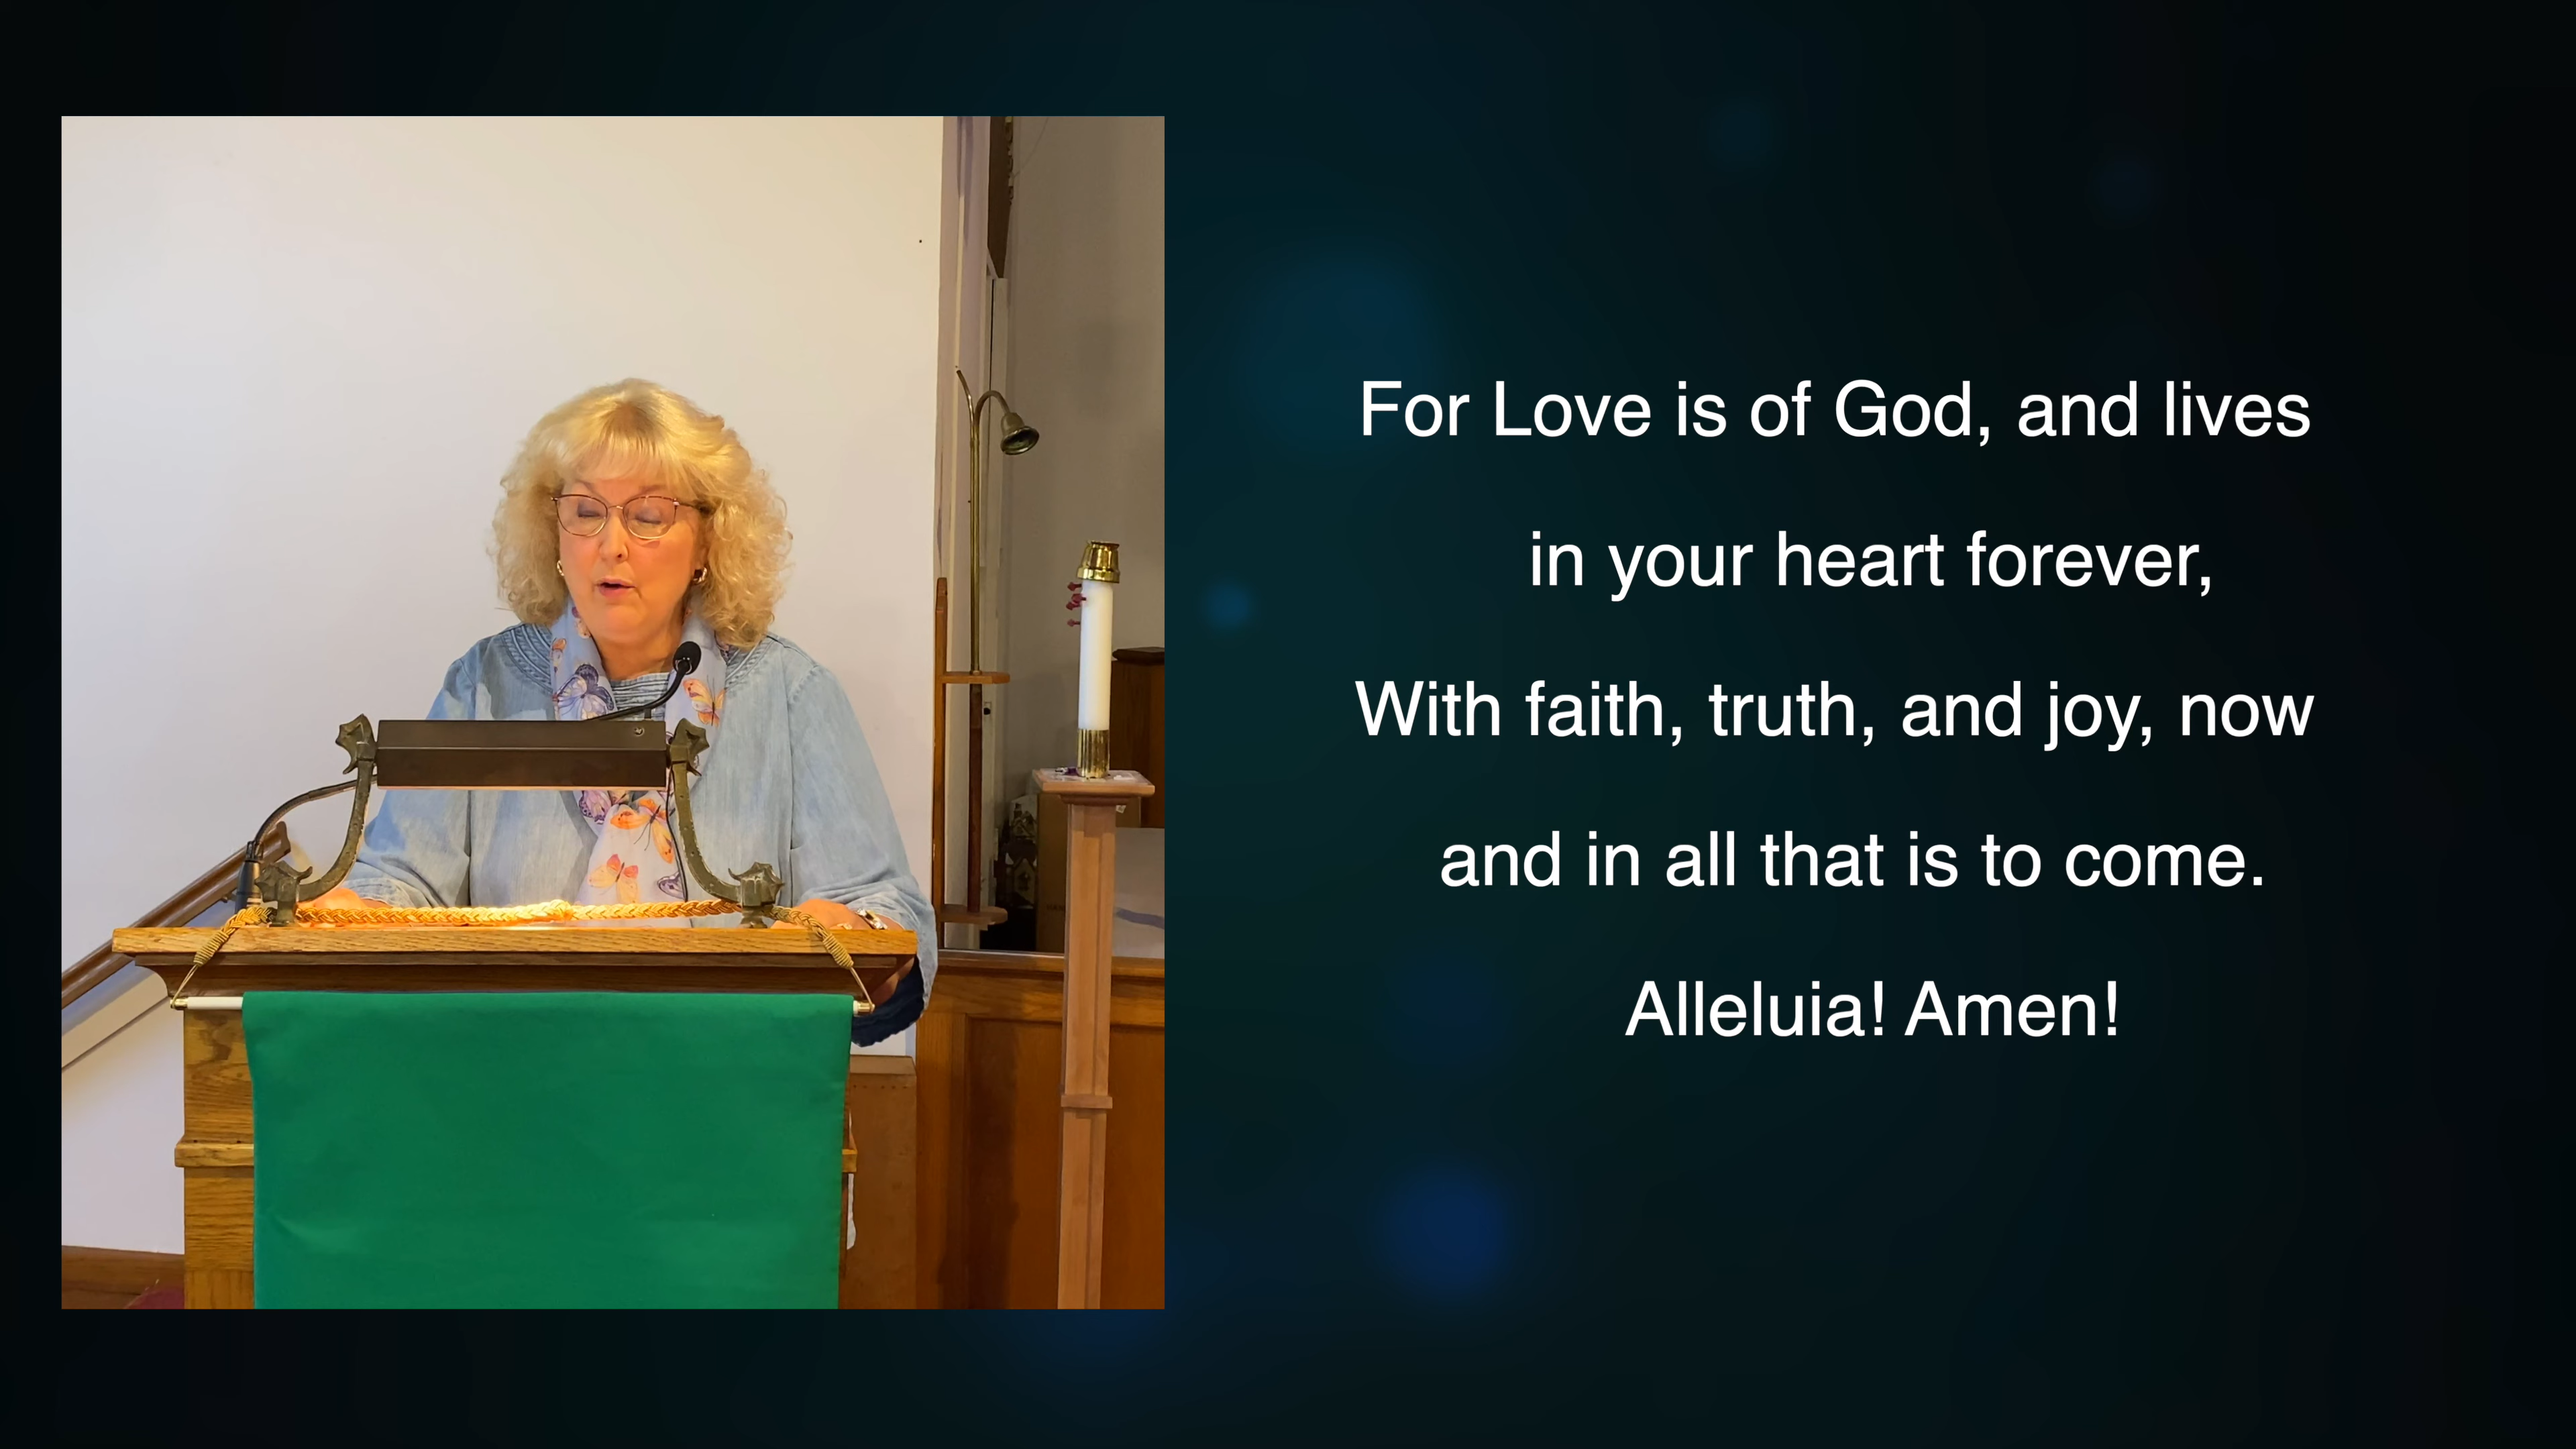 For Love is of God, and lives
in your heart forever,
With faith, truth, and joy, now
and in all that is to come.
Alleluia! Amen!